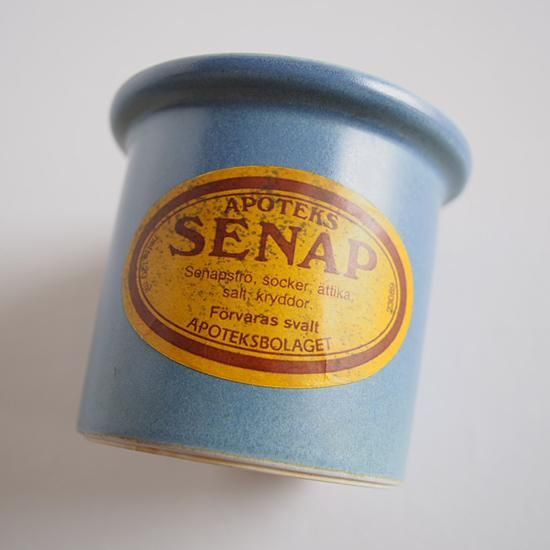 APOTEKS
SENAP
Senapsfrö, socker, ättika,
salt, kryddor.
Förvaras svalt
APOTEKSBOLAGET